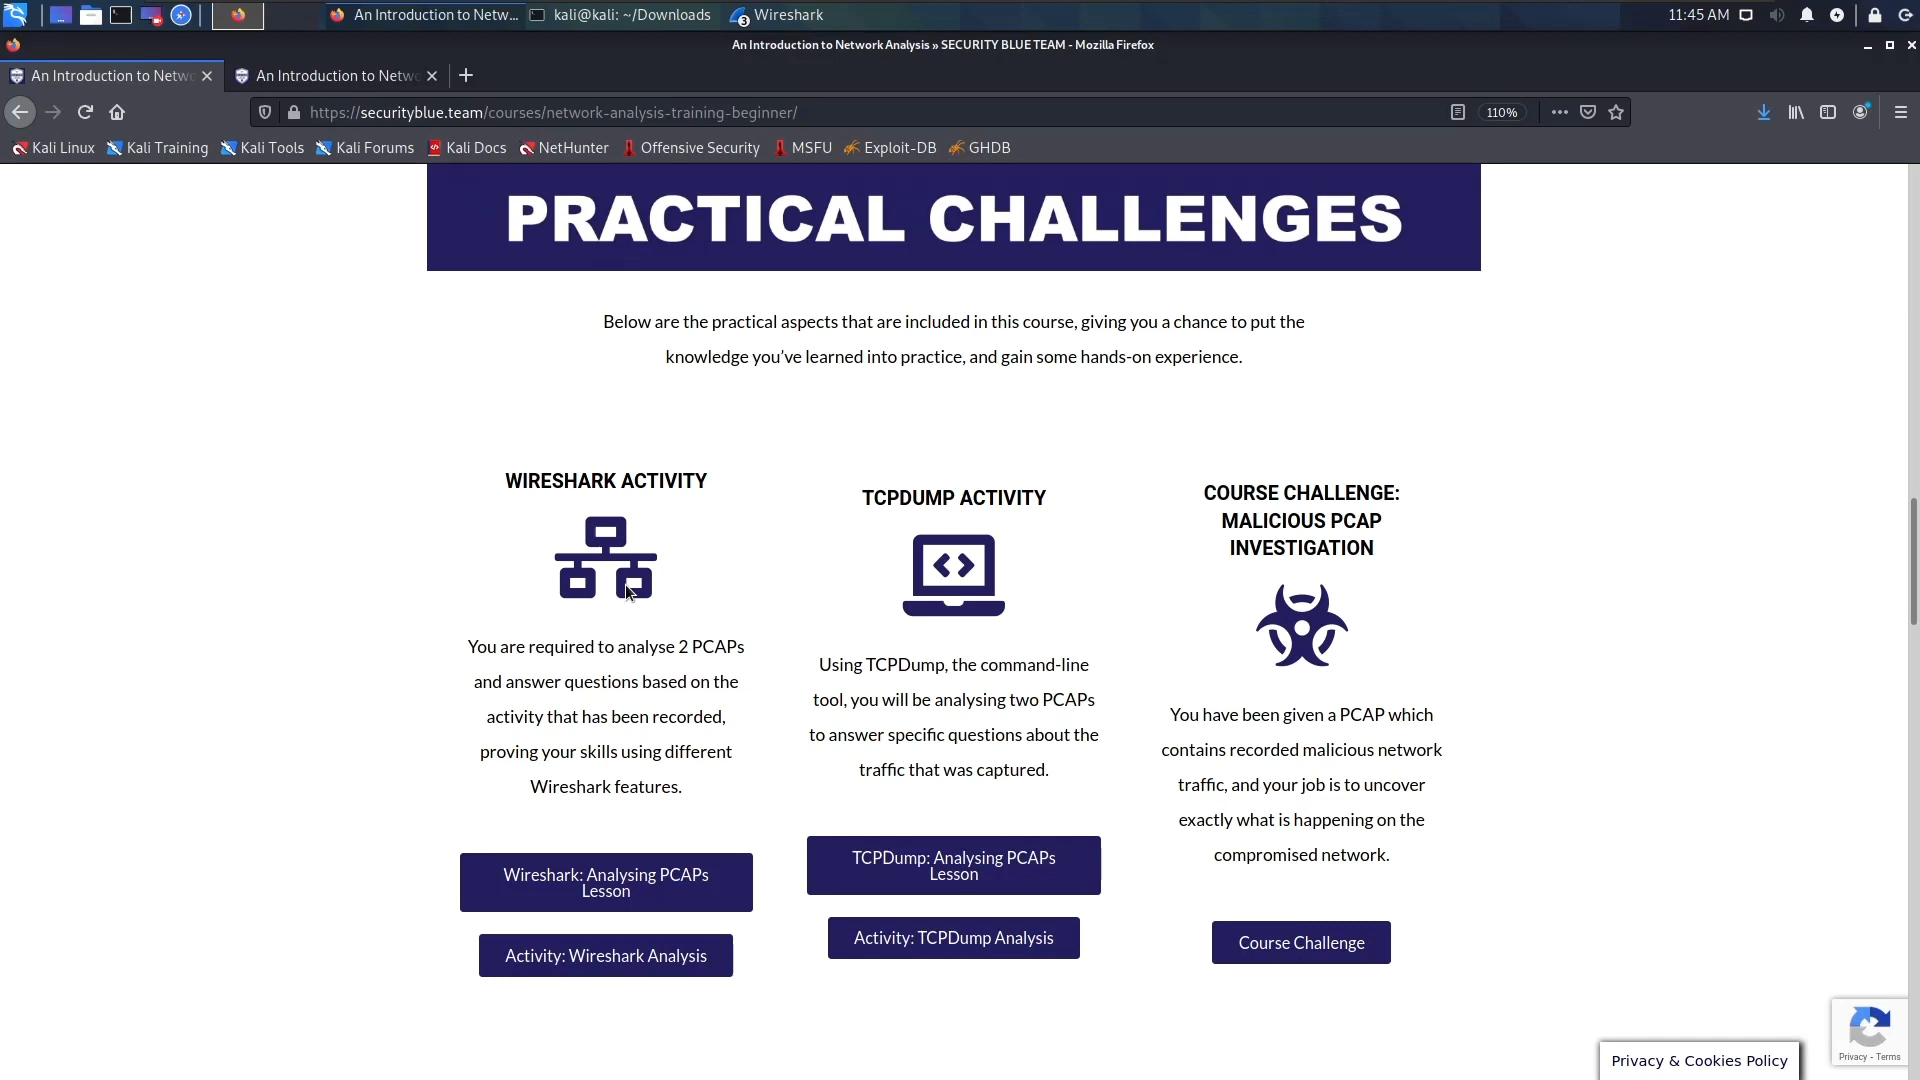 An Introduction to Netw...
kali@kali: ~/Downloads
3
Wireshark
11:45 AM
An Introduction to Network Analysis » SECURITY BLUE TEAM - Mozilla Firefox
An Introduction to Netwo
An Introduction to Netwo
https://securityblue.team/courses/network-analysis-training-beginner/
110%
Kali Linux
Kali Training
Kali Tools
Kali Forums
Kali Docs
NetHunter
Offensive Security
MSFU
Exploit-DB
GHDB
PRACTICAL CHALLENGES
Below are the practical aspects that are included in this course, giving you a chance to put the
knowledge you’ve learned into practice, and gain some hands-on experience.
WIRESHARK ACTIVITY
You are required to analyse 2 PCAPs
and answer questions based on the
activity that has been recorded,
proving your skills using different
Wireshark features.
Wireshark: Analysing PCAPs
Lesson
Activity: Wireshark Analysis
TCPDUMP ACTIVITY
Using TCPDump, the command-line
tool, you will be analysing two PCAPs
to answer specific questions about the
traffic that was captured.
TCPDump: Analysing PCAPs
Lesson
Activity: TCPDump Analysis
COURSE CHALLENGE:
MALICIOUS PCAP
INVESTIGATION
You have been given a PCAP which
contains recorded malicious network
traffic, and your job is to uncover
exactly what is happening on the
compromised network.
Course Challenge
Privacy - Terms
Privacy & Cookies Policy